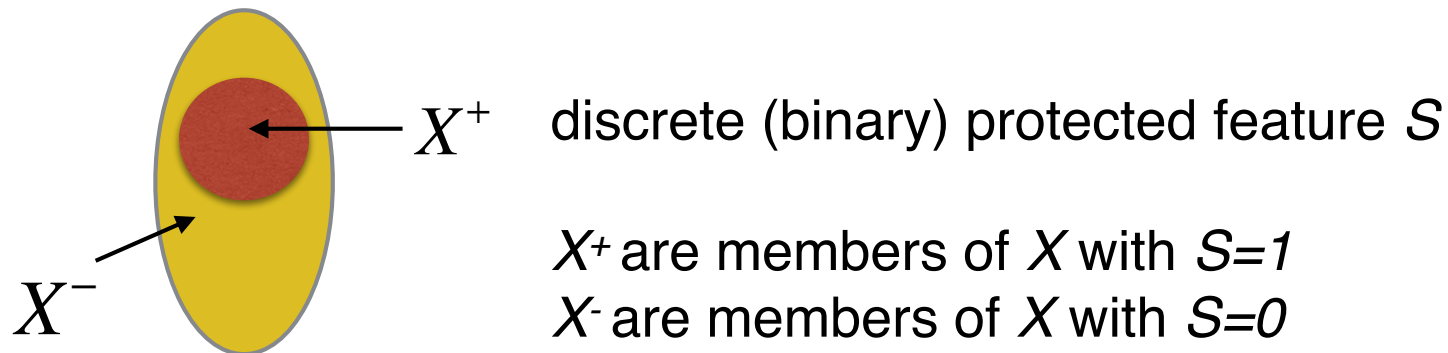 X⁺
discrete (binary) protected feature S
X⁺ are members of X with S=1
X⁻
X⁻ are members of X with S=0